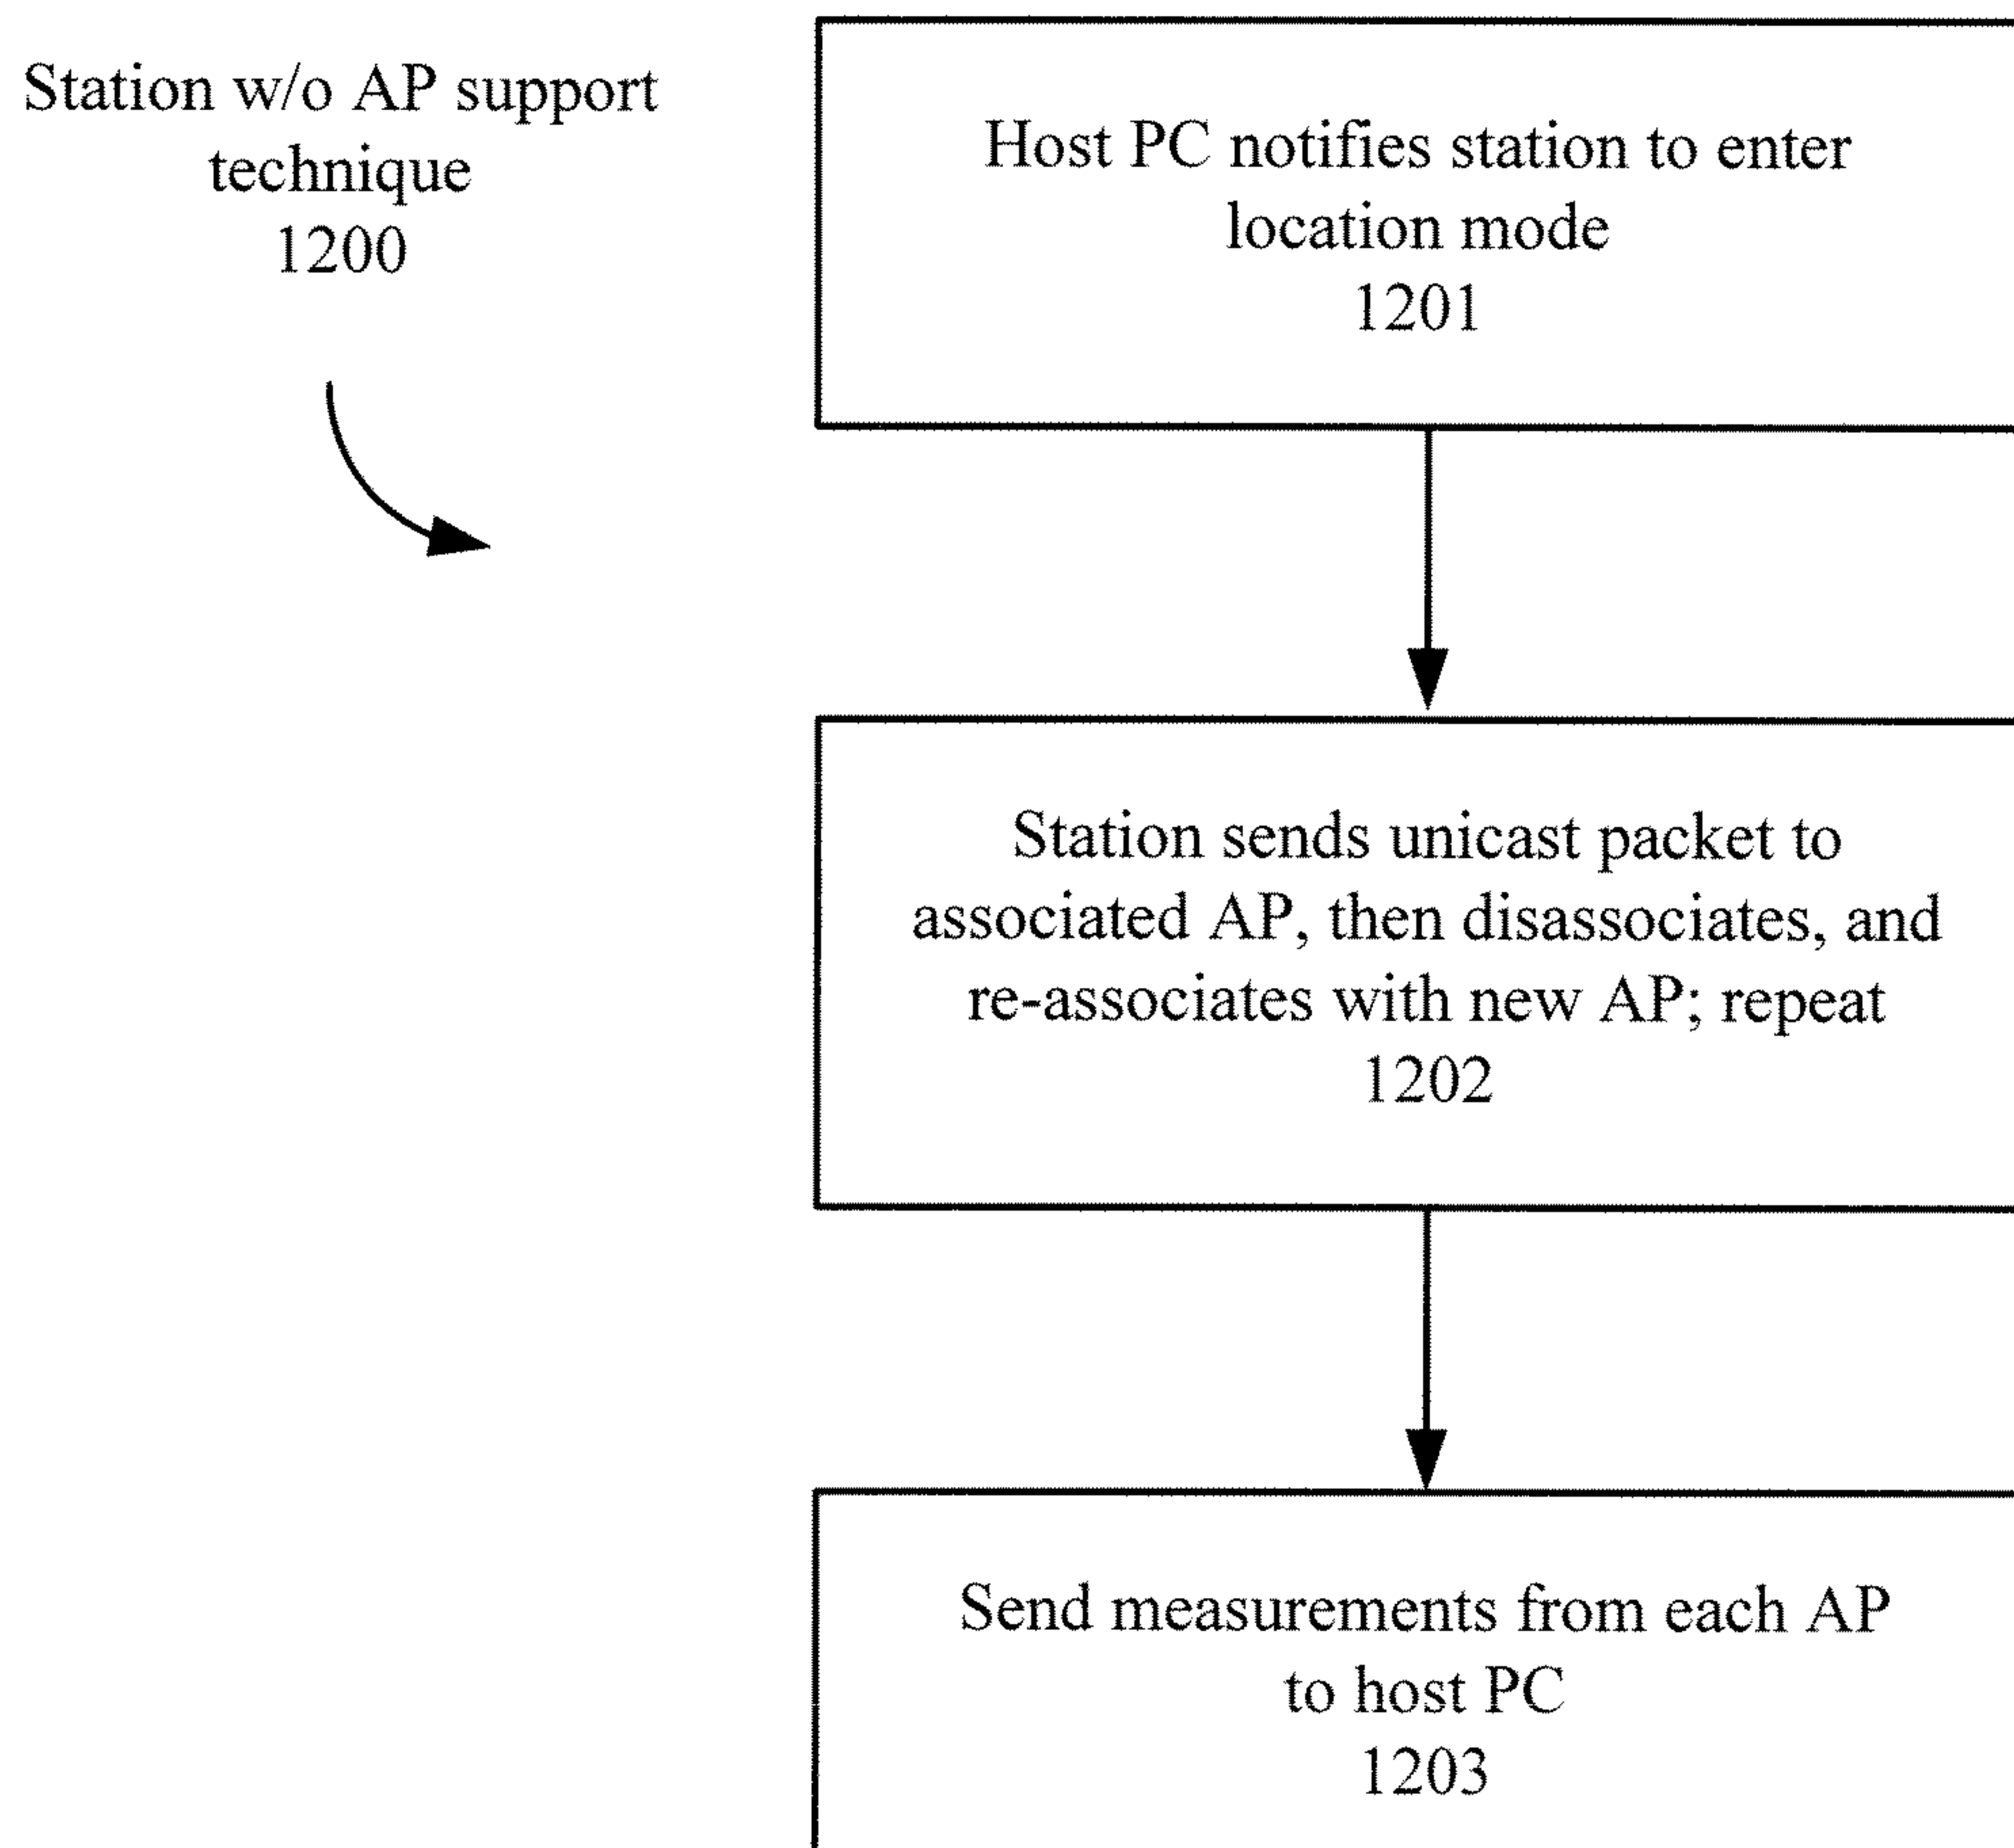 Station w/o AP support
technique
1200
Host PC notifies station to enter
location mode
1201
Station sends unicast packet to
associated AP, then disassociates, and
re-associates with new AP; repeat
1202
Send measurements from each AP
to host PC
1203